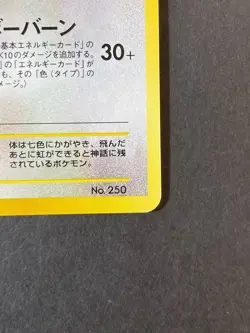 ーバーン
基本エネルギーカード」の
10のダメージを追加する。
の「エネルギーカード」が
も、その「色(タイプ)」の
メージ。」
30+
体は七色にかがやき、飛んだ
あとに虹ができると神話に残
されているポケモン。
No.250